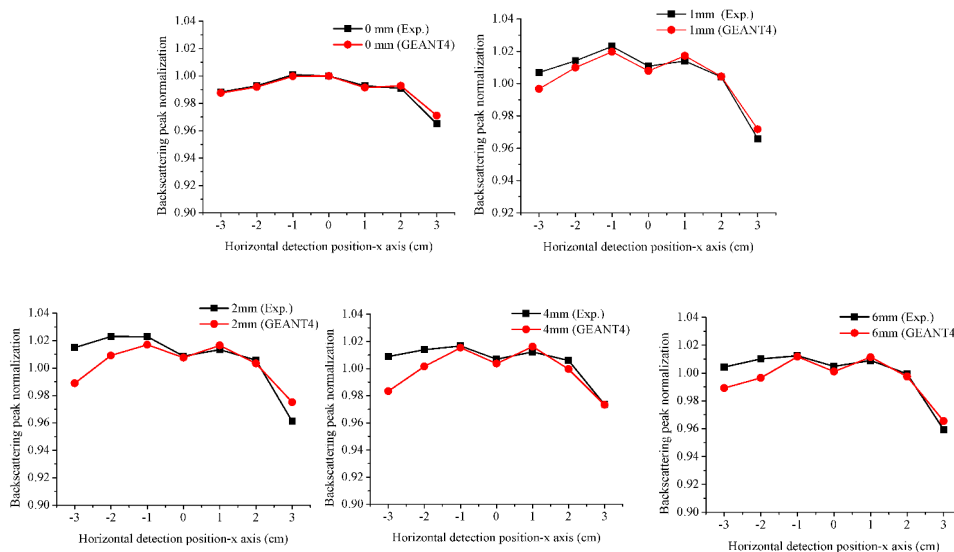 0 mm (Exp.)
0 mm (GEANT4)
Backscattering peak normalization
1.04
1.02
1.00
0.98
0.96
0.94
0.92
0.90
-3 -2 -1 0 1 2 3
Horizontal detection position-x axis (cm)
1mm (Exp.)
1mm (GEANT4)
Backscattering peak normalization
1.04
1.02
1.00
0.98
0.96
0.94
0.92
-3 -2 -1 0 1 2 3
Horizontal detection position-x axis (cm)
2mm (Exp.)
2mm (GEANT4)
Backscattering peak normalization
1.04
1.02
1.00
0.98
0.96
0.94
0.92
0.90
-3 -2 -1 0 1 2 3
Horizontal detection position-x axis (cm)
4mm (Exp.)
4mm (GEANT4)
Backscattering peak normalization
1.04
1.02
1.00
0.98
0.96
0.94
0.92
0.90
-3 -2 -1 0 1 2 3
Horizontal detection position-x axis (cm)
6mm (Exp.)
6mm (GEANT4)
Backscattering peak normalization
1.04
1.02
1.00
0.98
0.96
0.94
0.92
0.90
-3 -2 -1 0 1 2 3
Horizontal detection position-x axis (cm)